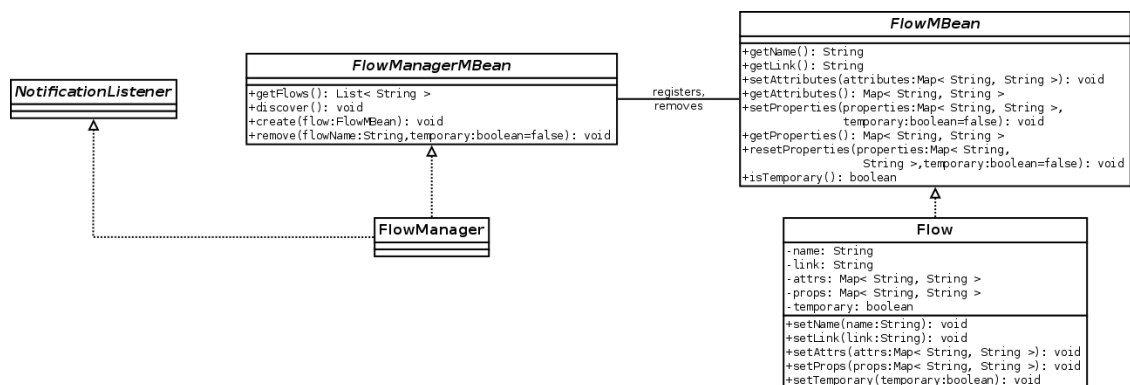 NotificationListener
FlowManagerMBean
+getFlows(): List< String >
+discover(): void
+create(flow:FlowMBean): void
+remove(flowName:String,temporary:boolean=false): void
FlowManager
registers,
removes
FlowMBean
+getName(): String
+getLink(): String
+setAttributes(attributes:Map< String, String >): void
+getAttributes(): Map< String, String >
+setProperties(properties:Map< String, String >,
temporary:boolean=false): void
+getProperties(): Map< String, String >
+resetProperties(properties:Map< String,
String >,temporary:boolean=false): void
+isTemporary(): boolean
Flow
-name: String
-link: String
-attrs: Map< String, String >
-props: Map< String, String >
-temporary: boolean
+setName(name:String): void
+setLink(link:String): void
+setAttrs(attrs:Map< String, String >): void
+setProps(props:Map< String, String >): void
+setTemporary(temporary:boolean): void